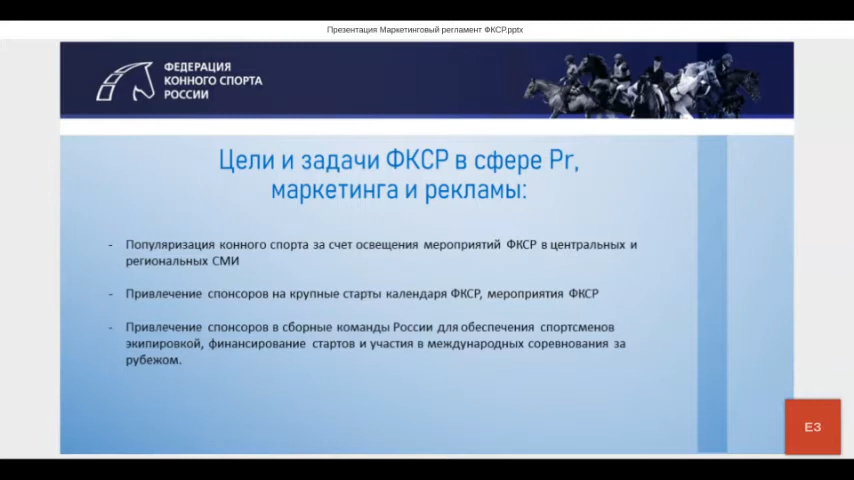 Презентация Маркетинговый регламент ФКСР.pptx
ФЕДЕРАЦИЯ
КОННОГО СПОРТА
РОССИИ
Цели и задачи ФКСР в сфере Pr,
маркетинга и рекламы:
- Популяризация конного спорта за счет освещения мероприятий ФКСР в центральных и
региональных СМИ
- Привлечение спонсоров на крупные старты календаря ФКСР, мероприятия ФКСР
- Привлечение спонсоров в сборные команды России для обеспечения спортсменов
экипировкой, финансирование стартов и участия в международных соревнования за
рубежом.
ЕЗ